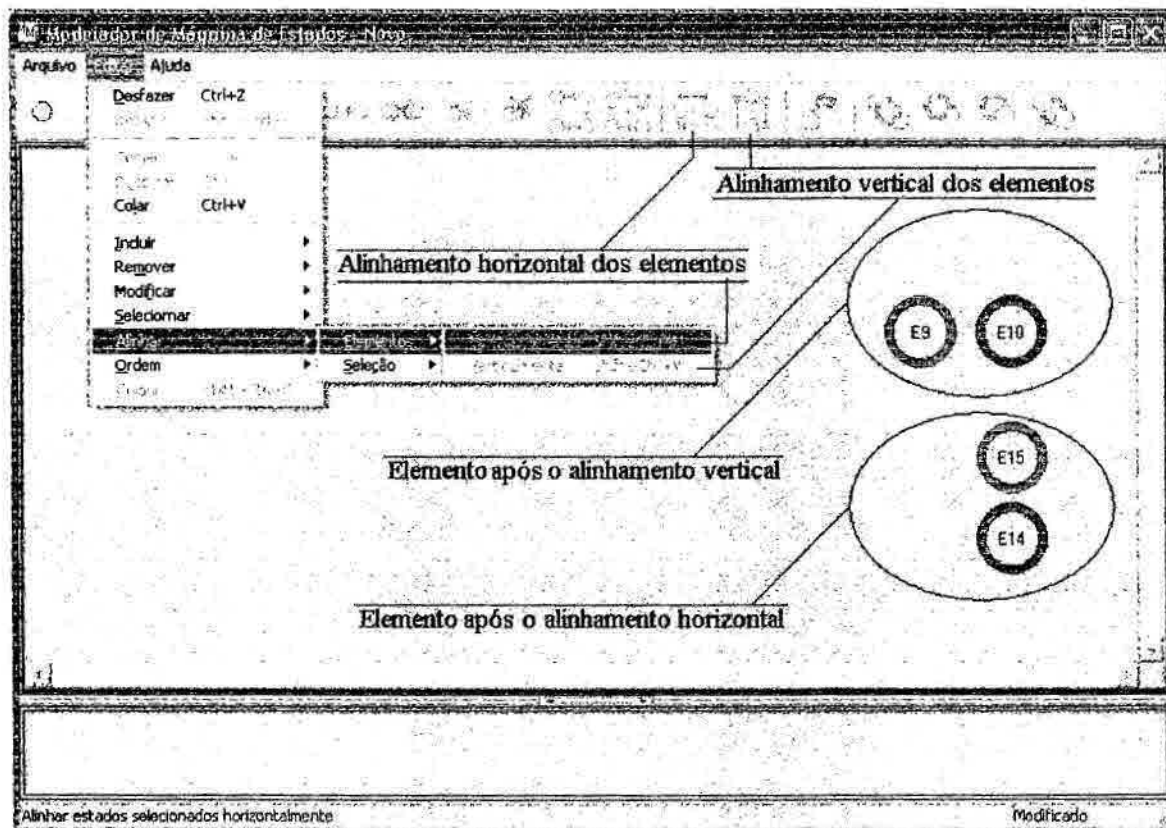 Modelador de Máquina de Estados - Novo
Arquivo Ajuda
Desfazer Ctrl+Z
Colar Ctrl+V
Incluir
Remover
Modificar
Selecionar
Alinhar Elementos
Ordem Seleção
Alinhamento vertical dos elementos
Alinhamento horizontal dos elementos
E9 E10
Elemento após o alinhamento vertical
E15
E14
Elemento após o alinhamento horizontal
Alinhar estados selecionados horizontalmente Modificado